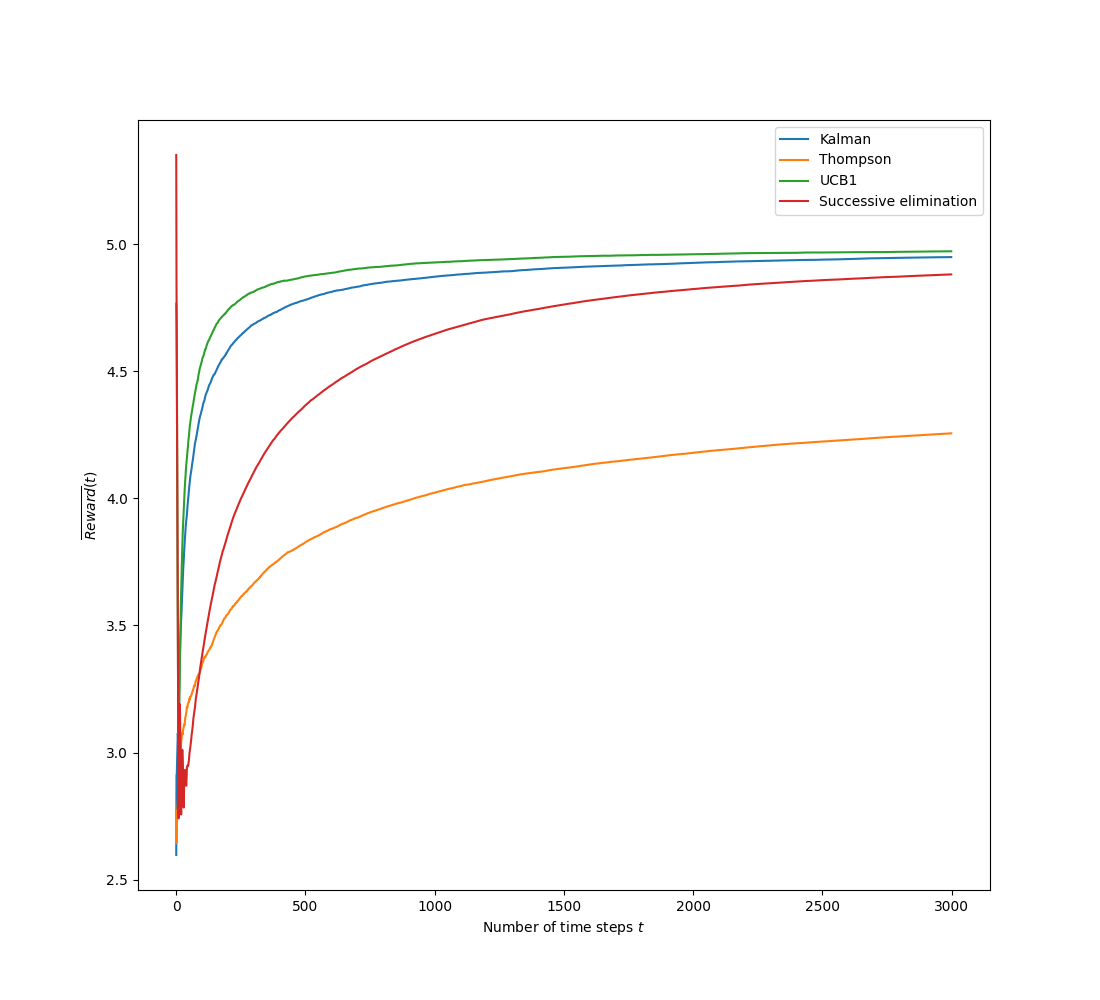 Kalman
Thompson
UCB1
Successive elimination
5.0
4.5
4.0
3.5
3.0
2.5
Reward(t)
0 500 1000 1500 2000 2500 3000
Number of time steps t